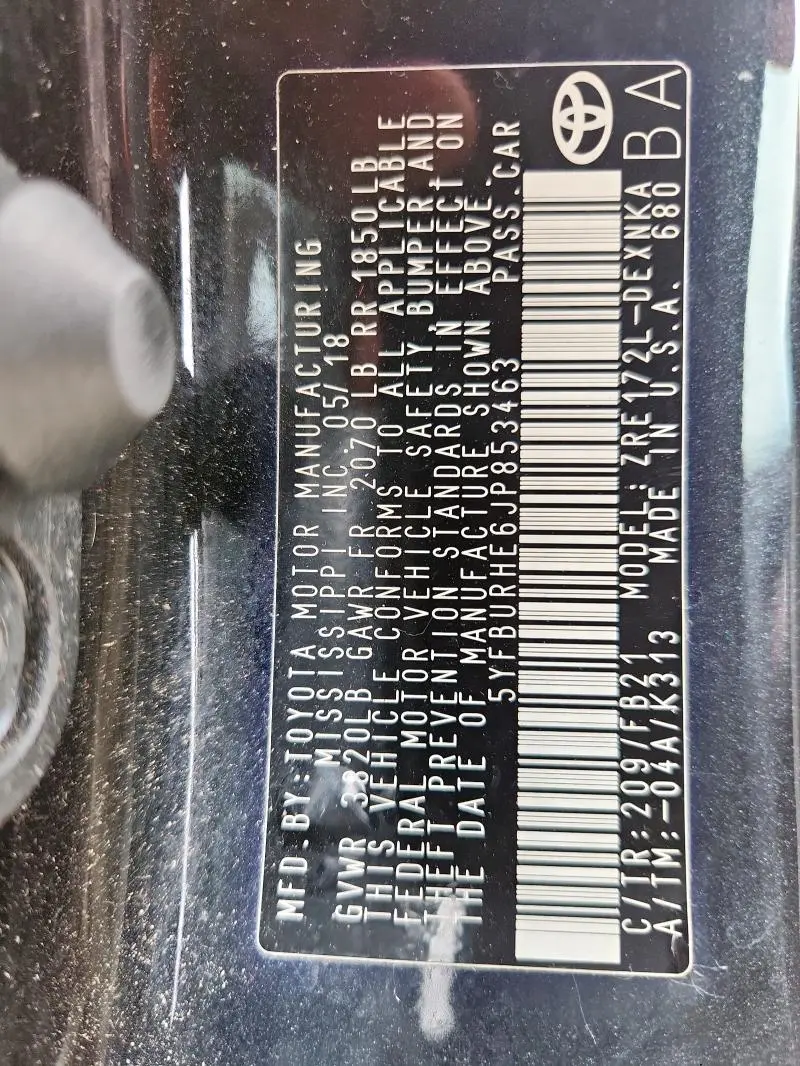 MFD.BY:TOYOTA MOTOR MANUFACTURING
MISSISSIPPI INC. 05/18
GVWR 3820LB GAWR FR 2070 LB RR 1850 LB
THIS VEHICLE CONFORMS TO ALL APPLICABLE
FEDERAL MOTOR VEHICLE SAFETY, BUMPER AND
THEFT PREVENTION STANDARDS IN EFFECT ON
THE DATE OF MANUFACTURE SHOWN ABOVE.
5YFBURHE6JP853463 PASS.CAR
C/TR:209/FB21 MODEL: ZRE172L-DEXNKA
A/TM:-04A/K313 MADE IN U.S.A. 680
BA